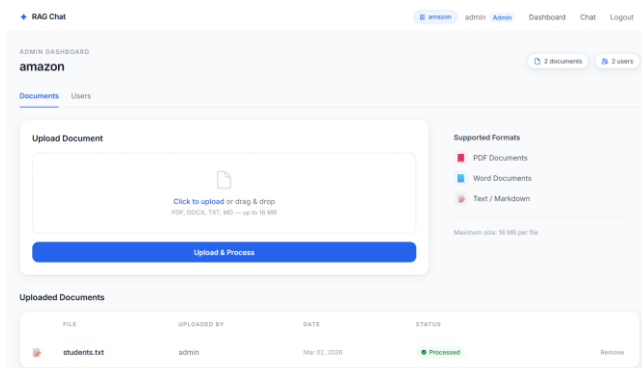 RAG Chat
amazon admin Admin Dashboard Chat Logout
ADMIN DASHBOARD
amazon
2 documents 2 users
Documents Users
Upload Document
Click to upload or drag & drop
PDF, DOCX, TXT, MD — up to 16 MB
Upload & Process
Supported Formats
PDF Documents
Word Documents
Text / Markdown
Maximum size: 16 MB per file
Uploaded Documents
FILE UPLOADED BY DATE STATUS
students.txt admin Mar 02, 2026 Processed Remove